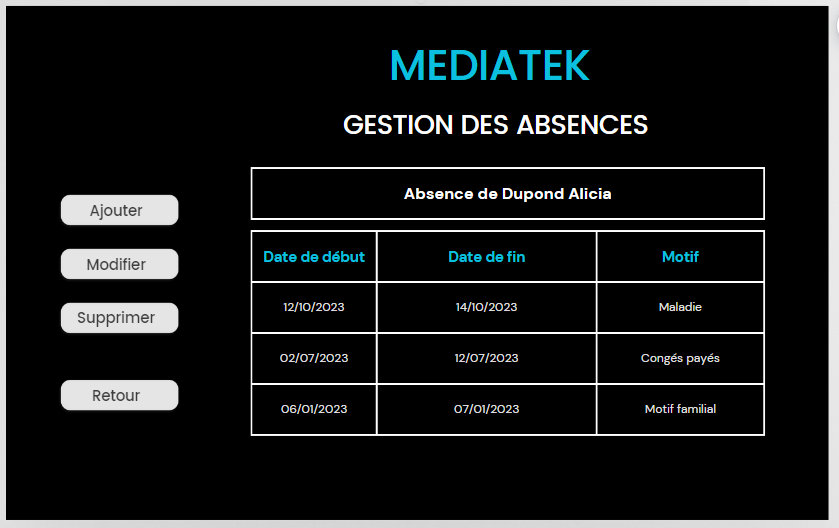 MEDIATEK
GESTION DES ABSENCES
Ajouter
Modifier
Supprimer
Retour
Absence de Dupond Alicia
Date de début Date de fin Motif
12/10/2023 14/10/2023 Maladie
02/07/2023 12/07/2023 Congés payés
06/01/2023 07/01/2023 Motif familial